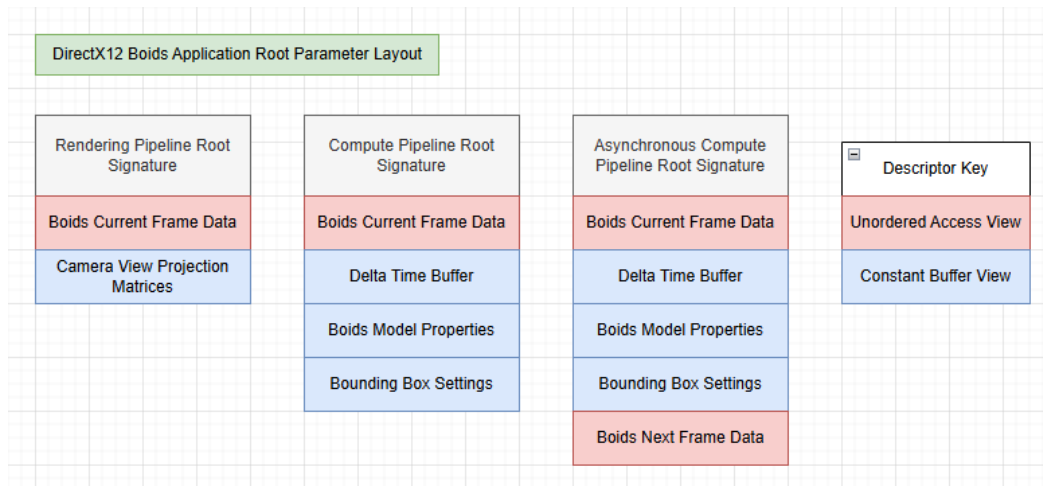 DirectX12 Boids Application Root Parameter Layout
Rendering Pipeline Root
Signature
Boids Current Frame Data
Camera View Projection
Matrices
Compute Pipeline Root
Signature
Boids Current Frame Data
Delta Time Buffer
Boids Model Properties
Bounding Box Settings
Asynchronous Compute
Pipeline Root Signature
Boids Current Frame Data
Delta Time Buffer
Boids Model Properties
Bounding Box Settings
Boids Next Frame Data
Descriptor Key
Unordered Access View
Constant Buffer View